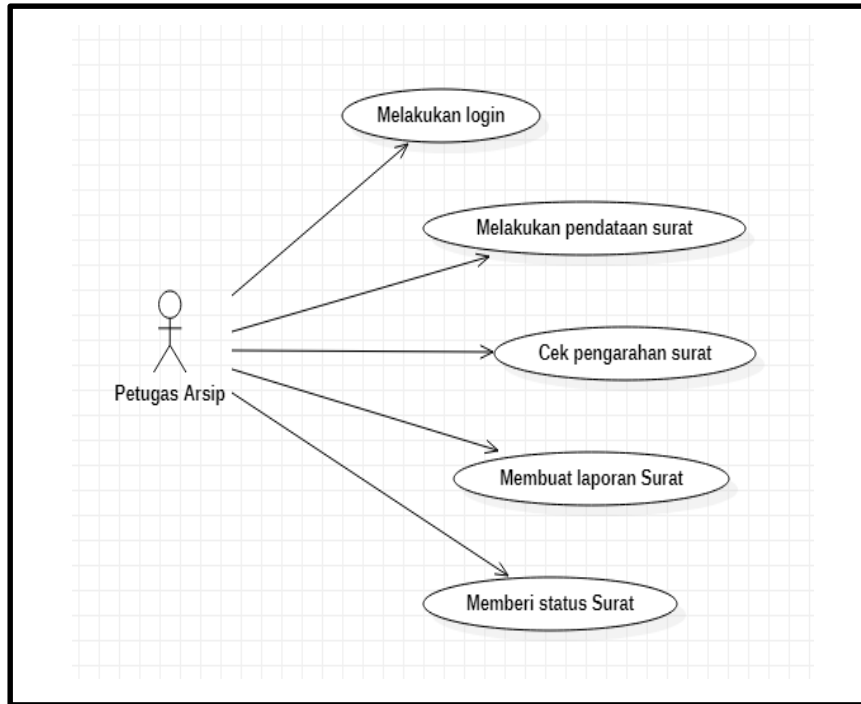 Melakukan login
Melakukan pendataan surat
Cek pengarahan surat
Petugas Arsip
Membuat laporan Surat
Memberi status Surat